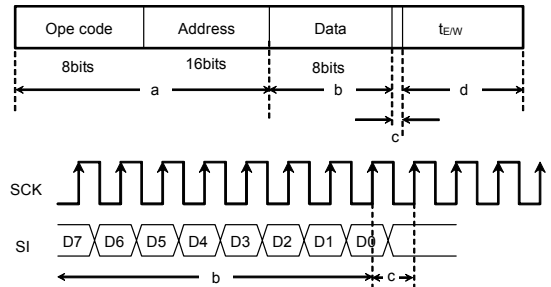 Ope code Address Data tE/W
8bits 16bits 8bits
a b d
c
SCK
SI D7 D6 D5 D4 D3 D2 D1 D0
b c